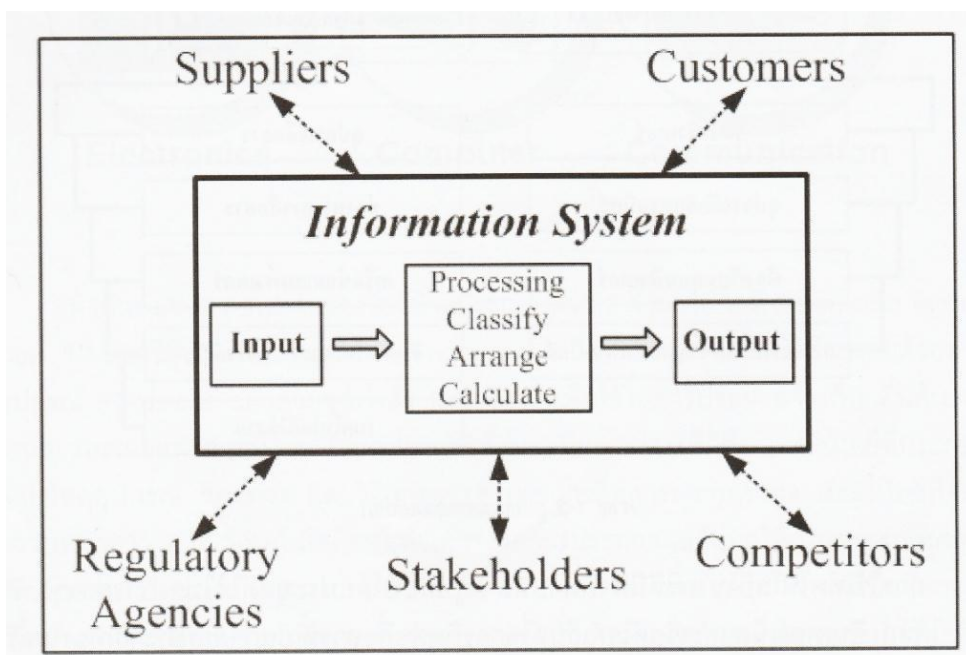 Suppliers
Customers
Information System
Input
Processing
Classify
Arrange
Calculate
Output
Regulatory
Agencies
Stakeholders
Competitors